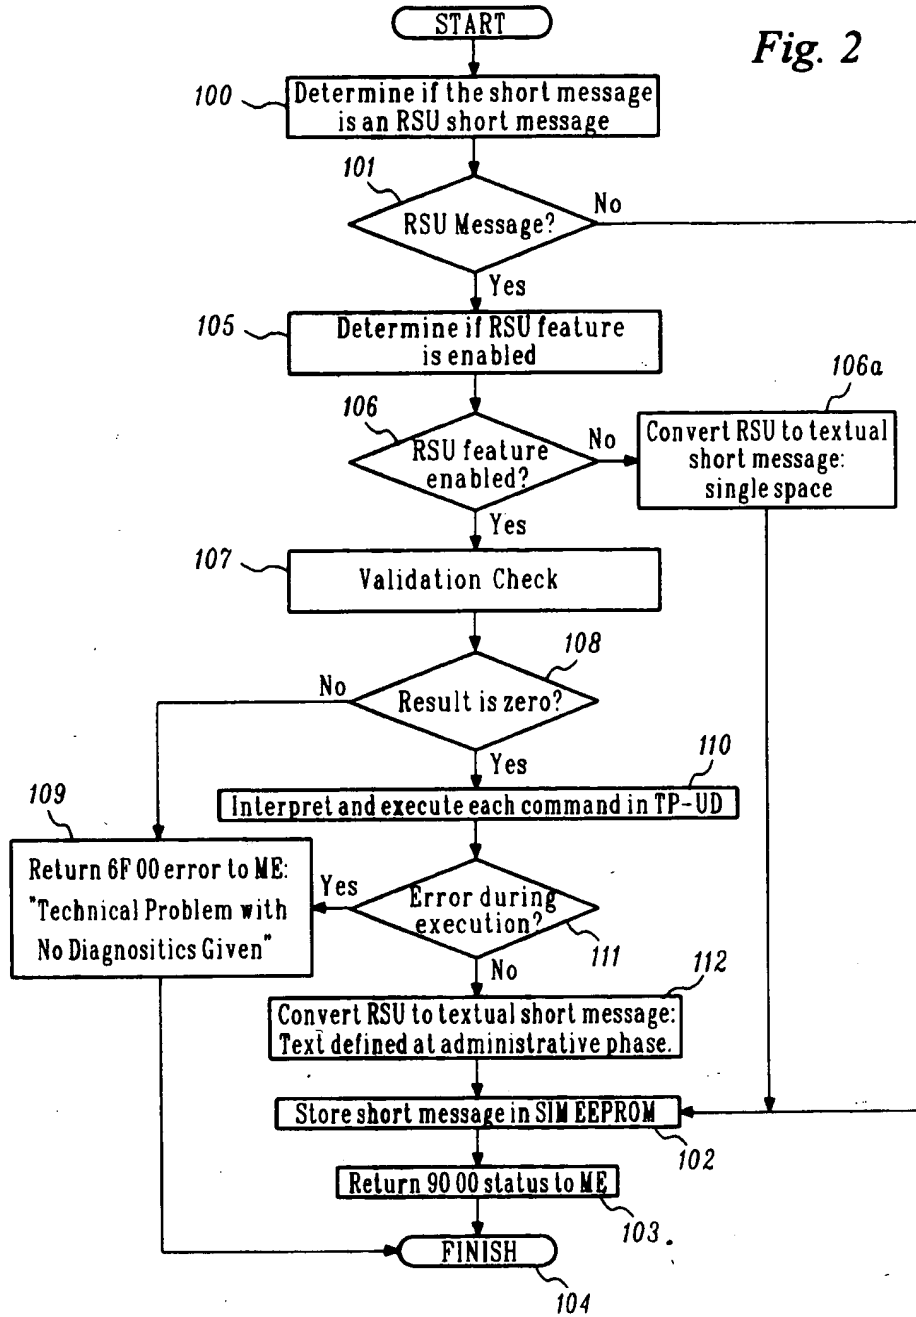 START
Fig. 2
100
Determine if the short message
is an RSU short message
101
RSU Message?
No
Yes
105
Determine if RSU feature
is enabled
106
RSU feature
enabled?
No
106a
Convert RSU to textual
short message:
single space
Yes
107
Validation Check
108
Result is zero?
No
Yes
110
Interpret and execute each command in TP-UD
109
Return 6F 00 error to ME:
"Technical Problem with
No Diagnositics Given"
Yes
Error during
execution?
111
No
112
Convert RSU to textual short message:
Text defined at administrative phase.
Store short message in SIM EEPROM
102
Return 90 00 status to ME
103.
FINISH
104